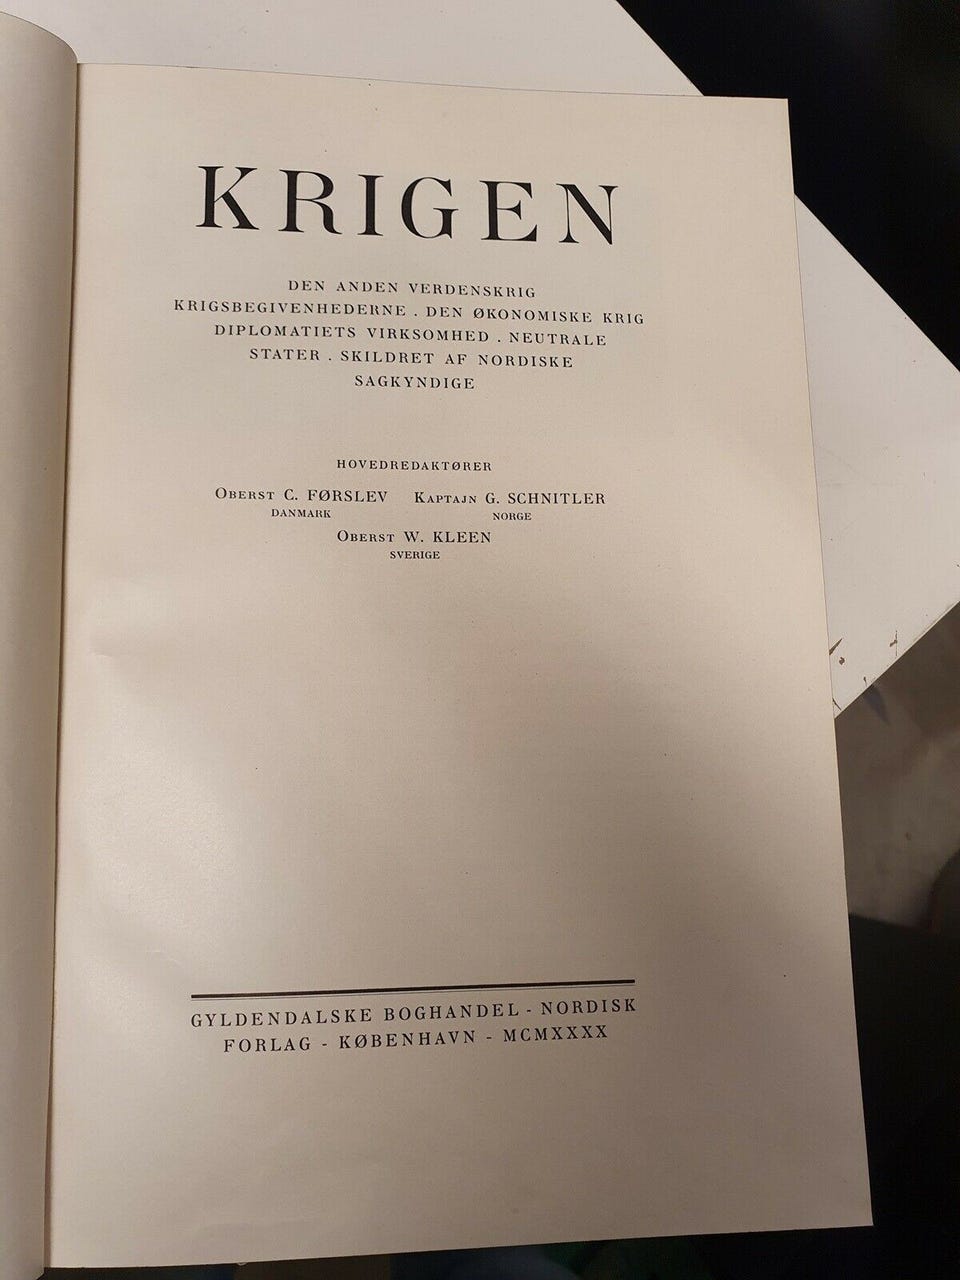 KRIGEN
DEN ANDEN VERDENSKRIG
KRIGSBEGIVENHEDERNE . DEN ØKONOMISKE KRIG
DIPLOMATIETS VIRKSOMHED . NEUTRALE
STATER . SKILDRET AF NORDISKE
SAGKYNDIGE
HOVEDREDAKTØRER
OBERST C. FØRSLEV KAPTAJN G. SCHNITLER
DANMARK NORGE
OBERST W. KLEEN
SVERIGE
GYLDENDALSKE BOGHANDEL - NORDISK
FORLAG - KØBENHAVN - MCMXXXX